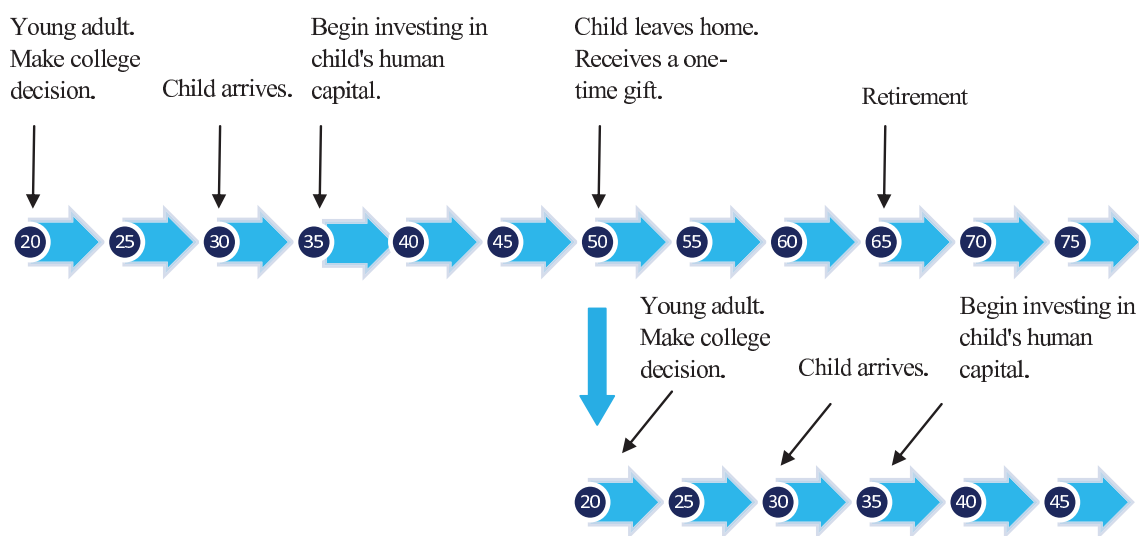 Young adult.
Make college
decision.
Child arrives.
Begin investing in
child's human
capital.
Child leaves home.
Receives a one-
time gift.
Retirement
20 25 30 35 40 45 50 55 60 65 70 75
Young adult.
Make college
decision.
Child arrives.
Begin investing in
child's human
capital.
20 25 30 35 40 45